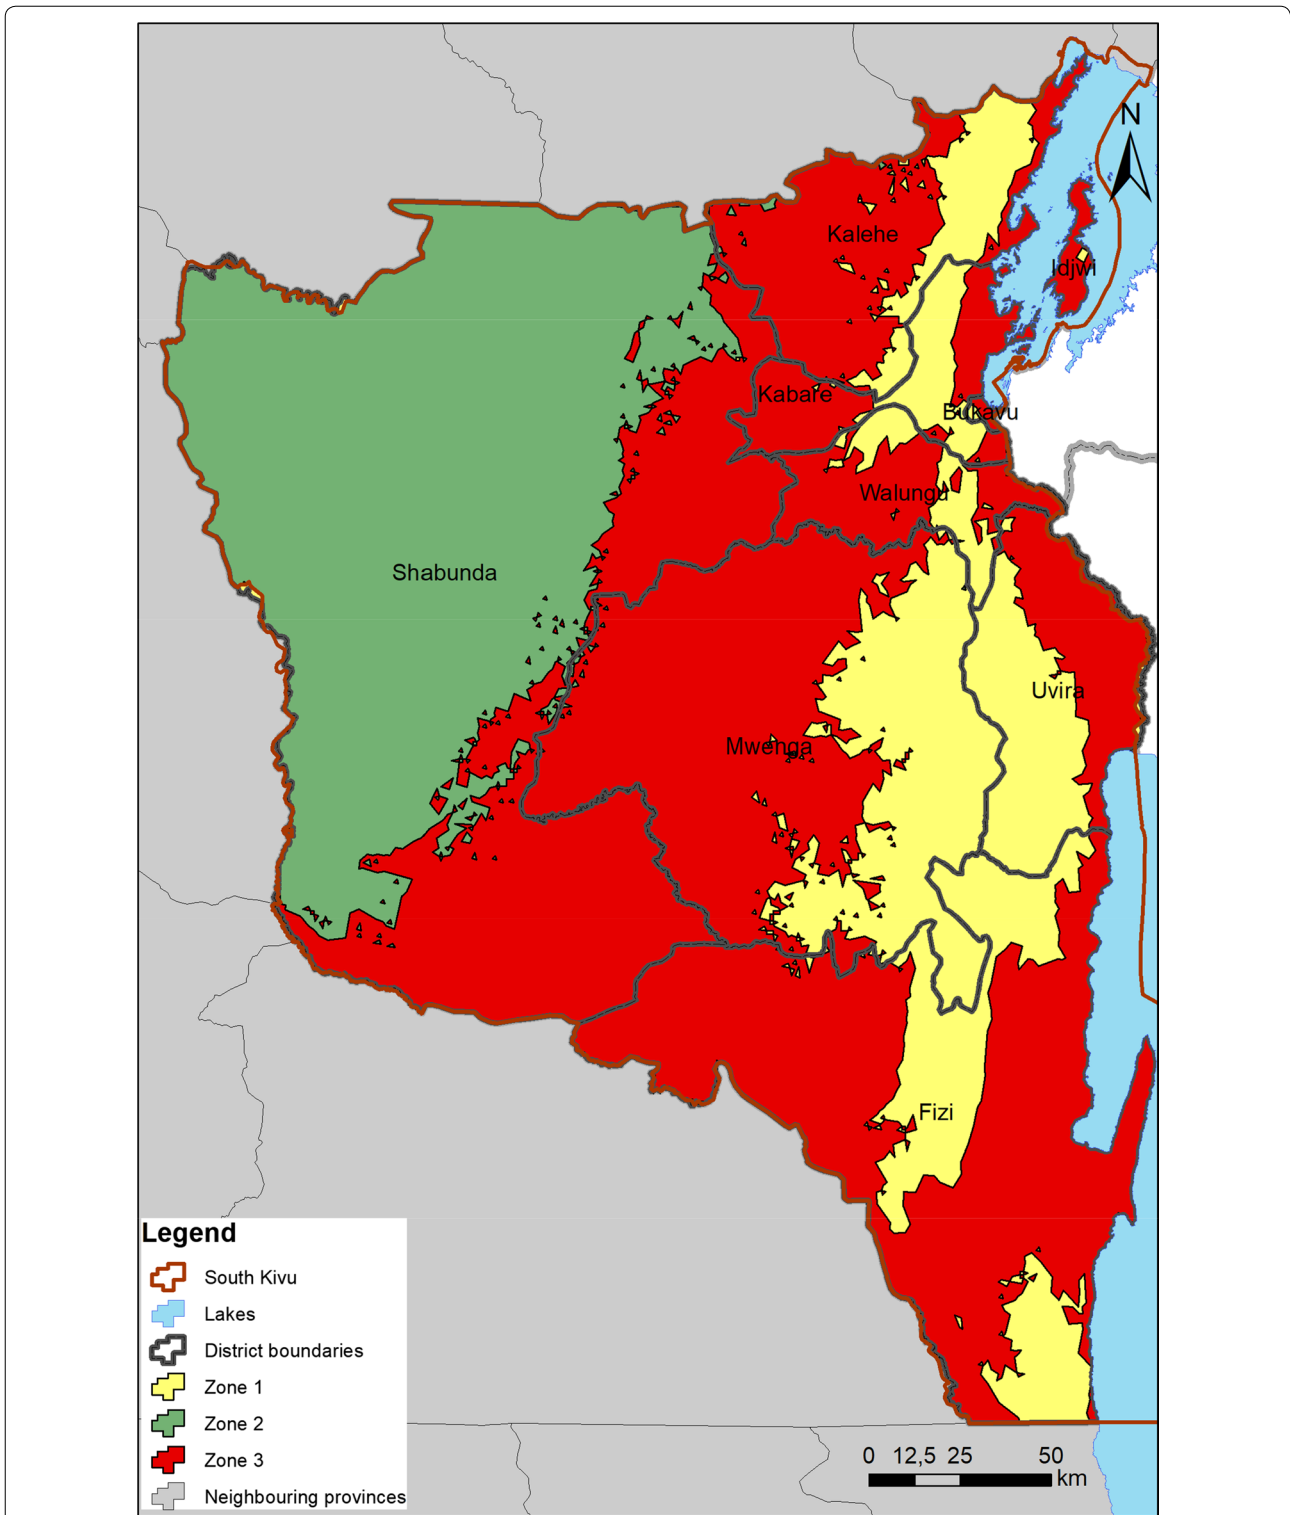 N
Kalehe
Idjwi
Kabare
Bukavu
Walungu
Shabunda
Uvira
Mwenga
Fizi
Legend
South Kivu
Lakes
District boundaries
Zone 1
Zone 2
Zone 3
Neighbouring provinces
0 12,5 25 50
km